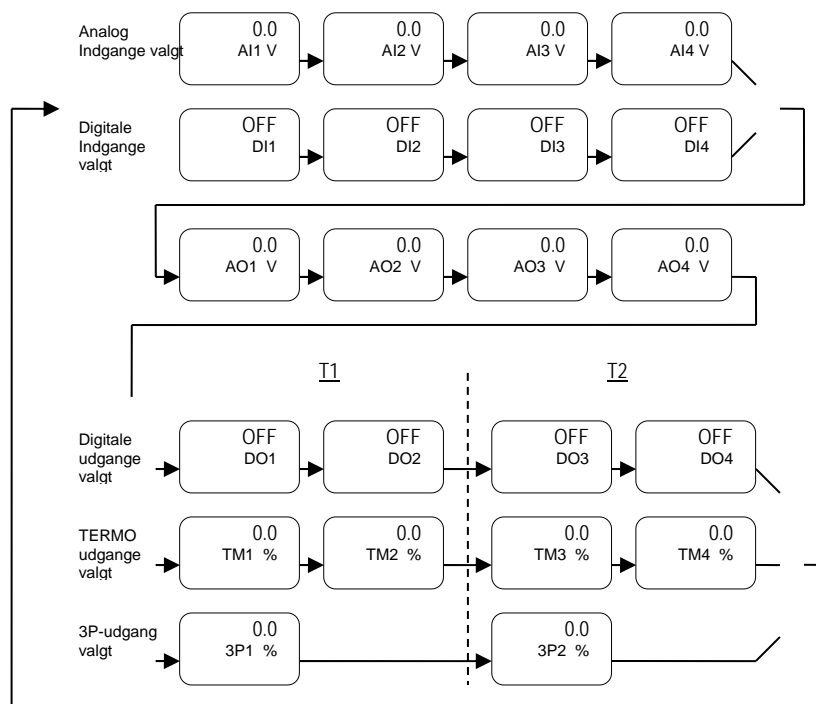 Analog
Indgange valgt
0.0
AI1 V
0.0
AI2 V
0.0
AI3 V
0.0
AI4 V
Digitale
Indgange
valgt
OFF
DI1
OFF
DI2
OFF
DI3
OFF
DI4
0.0
AO1 V
0.0
AO2 V
0.0
AO3 V
0.0
AO4 V
T1
T2
Digitale
udgange
valgt
OFF
DO1
OFF
DO2
OFF
DO3
OFF
DO4
TERMO
udgange
valgt
0.0
TM1 %
0.0
TM2 %
0.0
TM3 %
0.0
TM4 %
3P-udgang
valgt
0.0
3P1 %
0.0
3P2 %